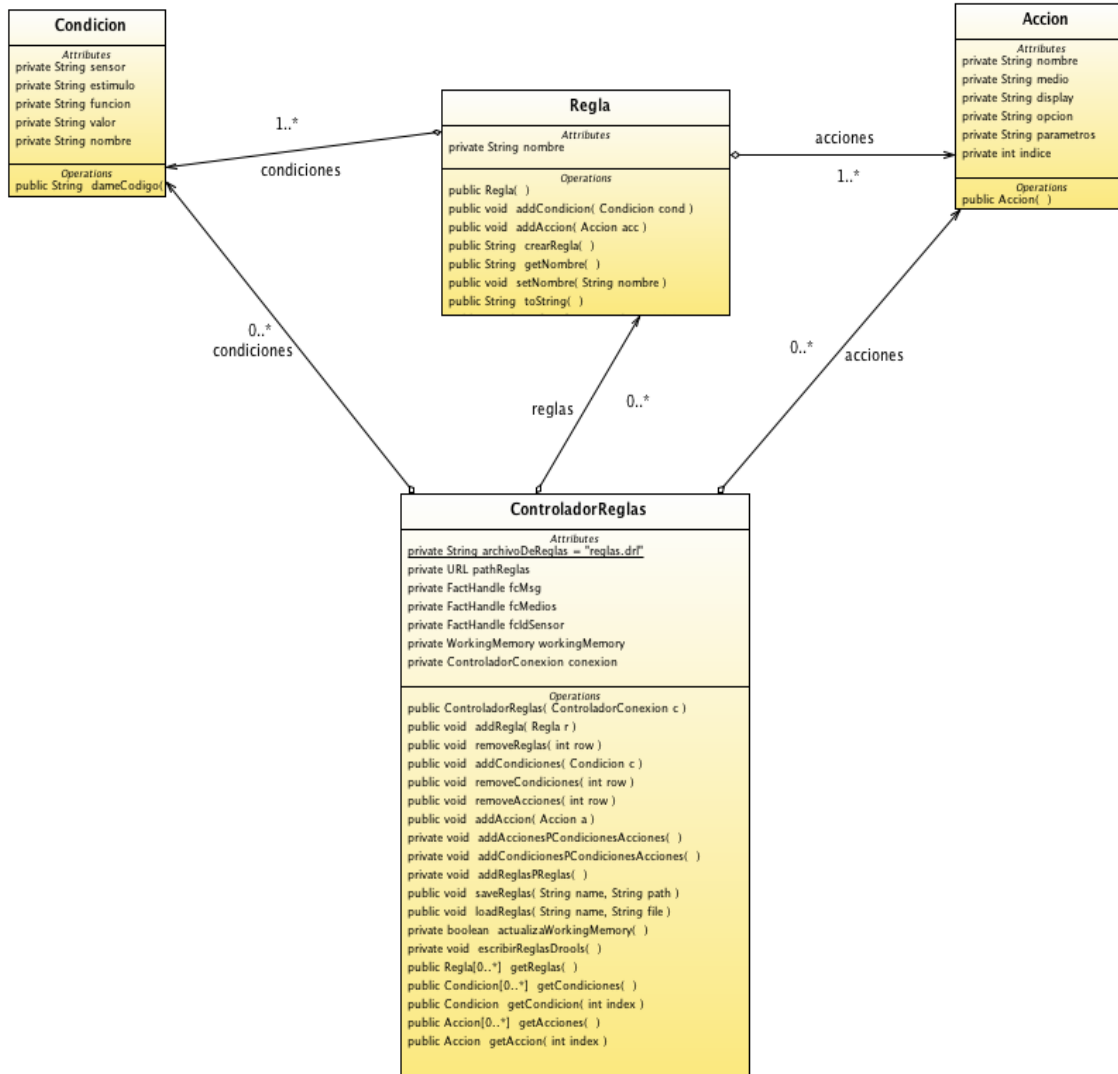 Condicion
Attributes
private String sensor
private String estimulo
private String funcion
private String valor
private String nombre
Operations
public String dameCodigo(
Accion
Attributes
private String nombre
private String medio
private String display
private String opcion
private String parametros
private int indice
Operations
public Accion( )
Regla
Attributes
private String nombre
Operations
public Regla( )
public void addCondicion( Condicion cond )
public void addAccion( Accion acc )
public String crearRegla( )
public String getNombre( )
public void setNombre( String nombre )
public String toString( )
1..*
condiciones
acciones
1..*
0..*
condiciones
reglas
0..*
0..*
acciones
ControladorReglas
Attributes
private String archivoDeReglas = "reglas.drl"
private URL pathReglas
private FactHandle fcMsg
private FactHandle fcMedios
private FactHandle fcIdSensor
private WorkingMemory workingMemory
private ControladorConexion conexion
Operations
public ControladorReglas( ControladorConexion c )
public void addRegla( Regla r )
public void removeReglas( int row )
public void addCondiciones( Condicion c )
public void removeCondiciones( int row )
public void removeAcciones( int row )
public void addAccion( Accion a )
private void addAccionesPCondicionesAcciones( )
private void addCondicionesPCondicionesAcciones( )
private void addReglasPReglas( )
public void saveReglas( String name, String path )
public void loadReglas( String name, String file )
private boolean actualizaWorkingMemory( )
private void escribirReglasDrools( )
public Regla[0..*] getReglas( )
public Condicion[0..*] getCondiciones( )
public Condicion getCondicion( int index )
public Accion[0..*] getAcciones( )
public Accion getAccion( int index )